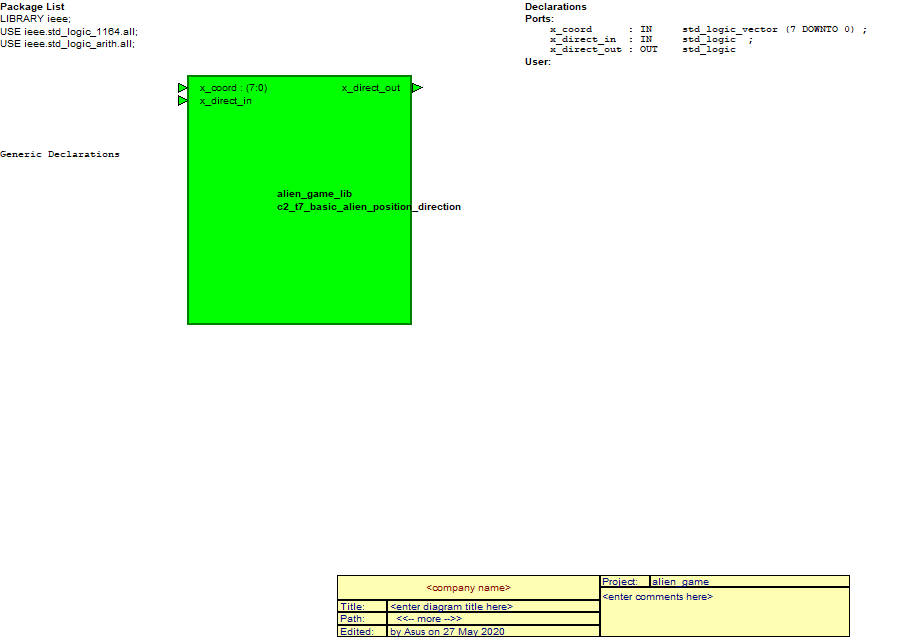 Package List
LIBRARY ieee;
USE ieee.std_logic_1164.all;
USE ieee.std_logic_arith.all;
Declarations
Ports:
x_coord : IN std_logic_vector (7 DOWNTO 0) ;
x_direct_in : IN std_logic ;
x_direct_out : OUT std_logic
User:
x_coord : (7:0) x_direct_out
x_direct_in
Generic Declarations
alien_game_lib
c2_t7_basic_alien_position_direction
<company name>
Title: <enter diagram title here>
Path: <<-- more -->>
Edited: by Asus on 27 May 2020
Project: alien_game
<enter comments here>